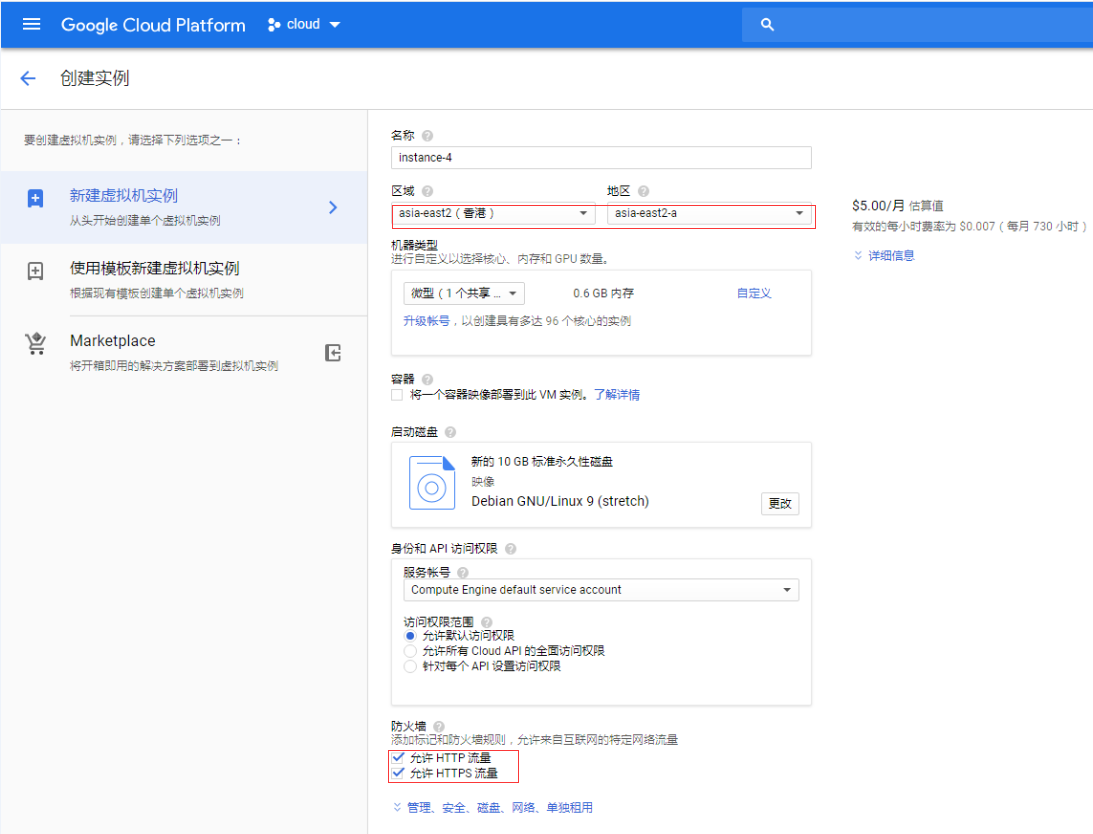 Google Cloud Platform cloud
创建实例
要创建虚拟机实例，请选择下列选项之一：
新建虚拟机实例
从头开始创建单个虚拟机实例
使用模板新建虚拟机实例
根据现有模板创建单个虚拟机实例
Marketplace
将开箱即用的解决方案部署到虚拟机实例
名称
instance-4
区域 地区
asia-east2（香港） asia-east2-a
机器类型
进行自定义以选择核心、内存和 GPU 数量。
微型（1 个共享 ... 0.6 GB 内存 自定义
升级帐号，以创建具有多达 96 个核心的实例
容器
将一个容器映像部署到此 VM 实例。了解详情
启动磁盘
新的 10 GB 标准永久性磁盘
映像
Debian GNU/Linux 9 (stretch)
更改
身份和 API 访问权限
服务帐号
Compute Engine default service account
访问权限范围
允许默认访问权限
允许所有 Cloud API 的全面访问权限
针对每个 API 设置访问权限
防火墙
添加标记和防火墙规则，允许来自互联网的特定网络流量
允许 HTTP 流量
允许 HTTPS 流量
管理、安全、磁盘、网络、单独租用
$5.00/月 估算值
有效的每小时费率为 $0.007（每月 730 小时）
详细信息